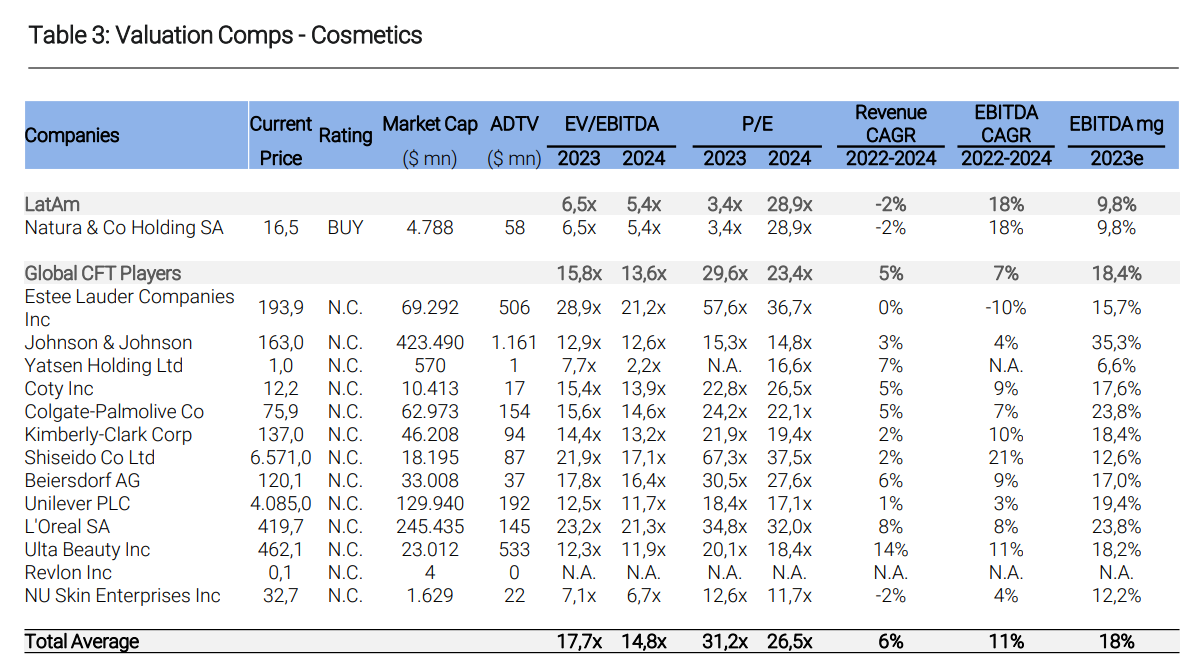 Table 3: Valuation Comps - Cosmetics
Companies Current Price Rating Market Cap ($ mn) ADTV ($ mn) EV/EBITDA P/E Revenue CAGR EBITDA CAGR EBITDA mg
2023 2024 2023 2024 2022-2024 2022-2024 2023e
LatAm 6,5x 5,4x 3,4x 28,9x -2% 18% 9,8%
Natura & Co Holding SA 16,5 BUY 4.788 58 6,5x 5,4x 3,4x 28,9x -2% 18% 9,8%
Global CFT Players 15,8x 13,6x 29,6x 23,4x 5% 7% 18,4%
Estee Lauder Companies Inc 193,9 N.C. 69.292 506 28,9x 21,2x 57,6x 36,7x 0% -10% 15,7%
Johnson & Johnson 163,0 N.C. 423.490 1.161 12,9x 12,6x 15,3x 14,8x 3% 4% 35,3%
Yatsen Holding Ltd 1,0 N.C. 570 1 7,7x 2,2x N.A. 16,6x 7% N.A. 6,6%
Coty Inc 12,2 N.C. 10.413 17 15,4x 13,9x 22,8x 26,5x 5% 9% 17,6%
Colgate-Palmolive Co 75,9 N.C. 62.973 154 15,6x 14,6x 24,2x 22,1x 5% 7% 23,8%
Kimberly-Clark Corp 137,0 N.C. 46.208 94 14,4x 13,2x 21,9x 19,4x 2% 10% 18,4%
Shiseido Co Ltd 6.571,0 N.C. 18.195 87 21,9x 17,1x 67,3x 37,5x 2% 21% 12,6%
Beiersdorf AG 120,1 N.C. 33.008 37 17,8x 16,4x 30,5x 27,6x 6% 9% 17,0%
Unilever PLC 4.085,0 N.C. 129.940 192 12,5x 11,7x 18,4x 17,1x 1% 3% 19,4%
L'Oreal SA 419,7 N.C. 245.435 145 23,2x 21,3x 34,8x 32,0x 8% 8% 23,8%
Ulta Beauty Inc 462,1 N.C. 23.012 533 12,3x 11,9x 20,1x 18,4x 14% 11% 18,2%
Revlon Inc 0,1 N.C. 4 0 N.A. N.A. N.A. N.A. N.A. N.A. N.A.
NU Skin Enterprises Inc 32,7 N.C. 1.629 22 7,1x 6,7x 12,6x 11,7x -2% 4% 12,2%
Total Average 17,7x 14,8x 31,2x 26,5x 6% 11% 18%